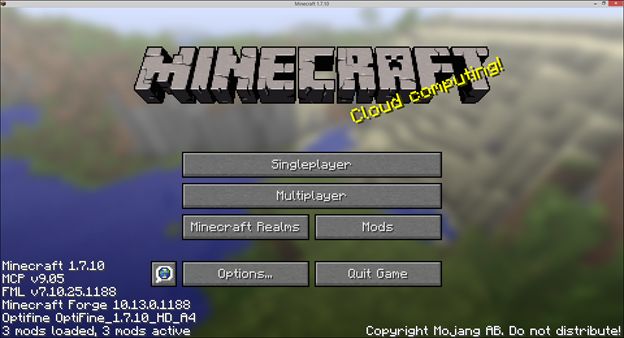 Minecraft 1.7.10
MINECRAFT
Cloud computing!
Singleplayer
Multiplayer
Minecraft Realms
Mods
Options...
Quit Game
Minecraft 1.7.10
MCP v9.05
FML v7.10.25.1188
Minecraft Forge 10.13.0.1188
Optifine OptiFine_1.7.10_HD_A4
3 mods loaded, 3 mods active
Copyright Mojang AB. Do not distribute!